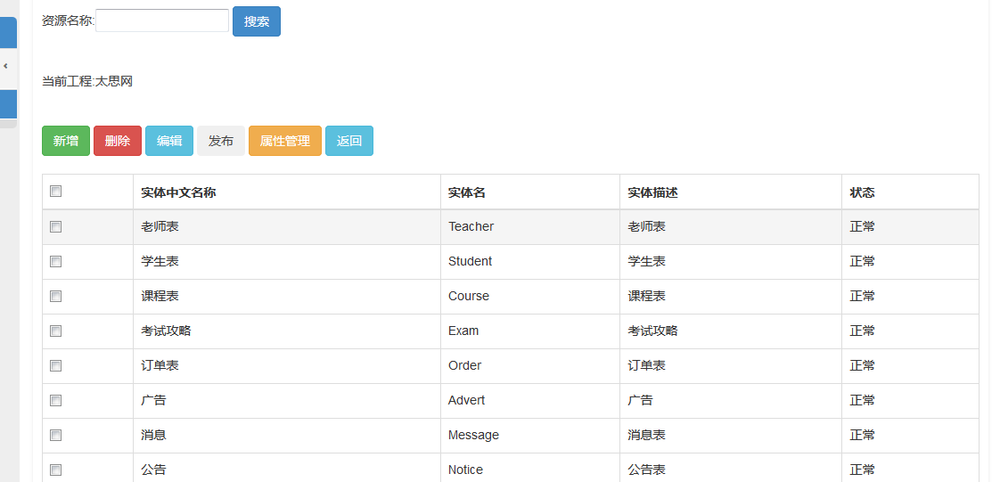 资源名称: 搜索
当前工程:太思网
新增 删除 编辑 发布 属性管理 返回
实体中文名称 实体名 实体描述 状态
老师表 Teacher 老师表 正常
学生表 Student 学生表 正常
课程表 Course 课程表 正常
考试攻略 Exam 考试攻略 正常
订单表 Order 订单表 正常
广告 Advert 广告 正常
消息 Message 消息表 正常
公告 Notice 公告表 正常